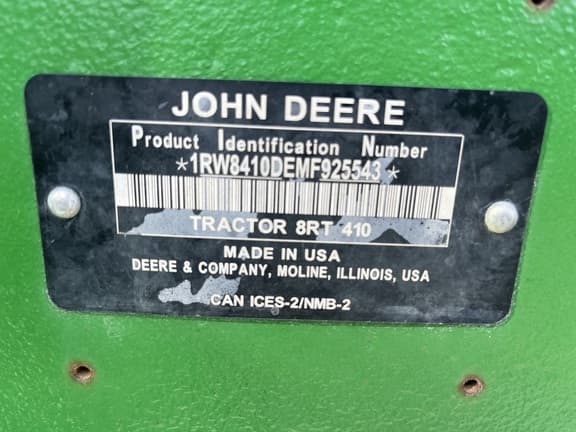 JOHN DEERE
Product Identification Number
*1RW8410DEMF925543*
TRACTOR 8RT 410
MADE IN USA
DEERE & COMPANY, MOLINE, ILLINOIS, USA
CAN ICES-2/NMB-2